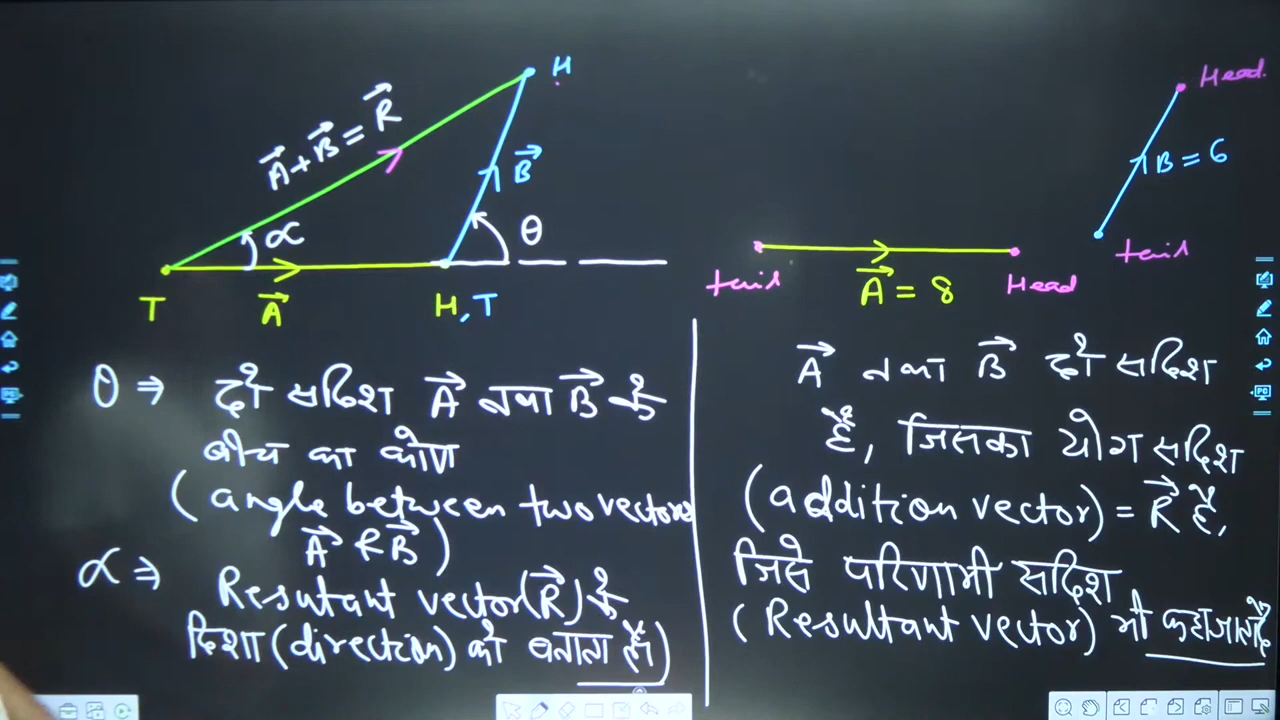 H
A⃗+B⃗=R⃗
B⃗
α
θ
T
A⃗
H,T
Head.
B = 6
tail
tail
A⃗ = 8
Head
θ ⇒ दो सदिश A⃗ तथा B⃗ के
बीच का कोण
(angle between two vectors
A⃗ & B⃗)
α ⇒ Resutant vector(R⃗) के
दिशा (direction) को बताता है।)
A⃗ तथा B⃗ दो सदिश
हैं, जिसका योग सदिश
(addition vector) = R⃗ है,
जिसे परिणामी सदिश
(Resultant vector) भी कहा जाता है